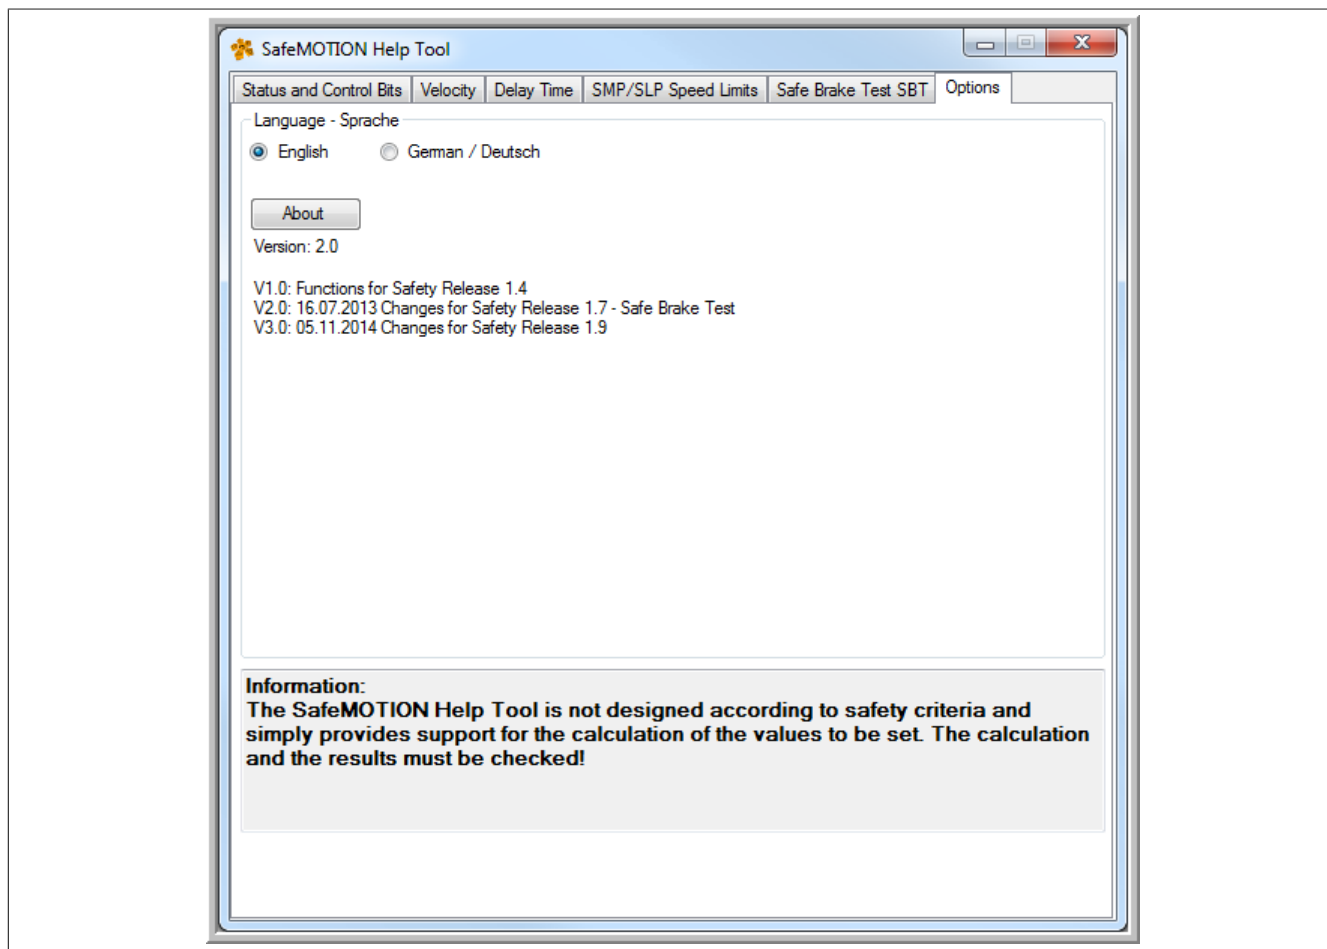 SafeMOTION Help Tool
Status and Control Bits Velocity Delay Time SMP/SLP Speed Limits Safe Brake Test SBT Options
Language - Sprache
English German / Deutsch
About
Version: 2.0
V1.0: Functions for Safety Release 1.4
V2.0: 16.07.2013 Changes for Safety Release 1.7 - Safe Brake Test
V3.0: 05.11.2014 Changes for Safety Release 1.9
Information:
The SafeMOTION Help Tool is not designed according to safety criteria and
simply provides support for the calculation of the values to be set. The calculation
and the results must be checked!